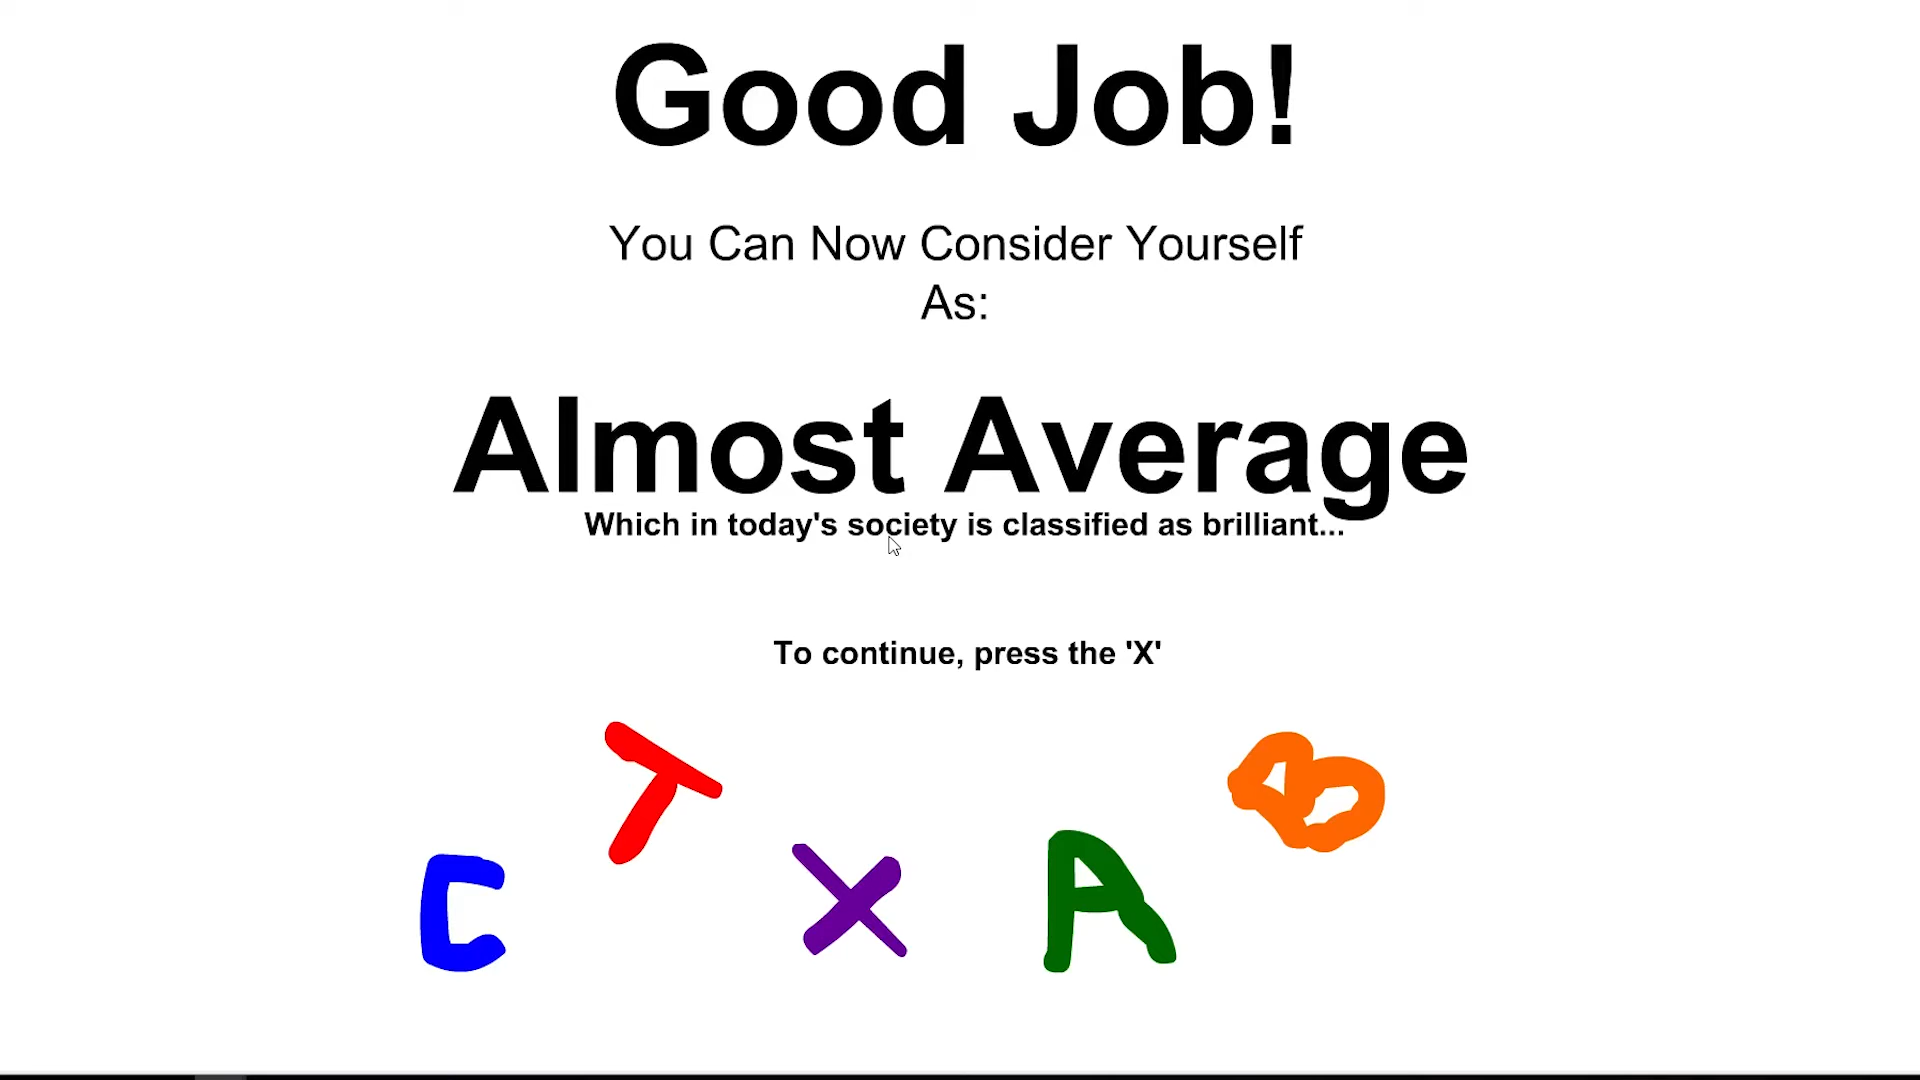 Good Job!
You Can Now Consider Yourself
As:
Almost Average
Which in today's society is classified as brilliant...
To continue, press the 'X'
C T X A B